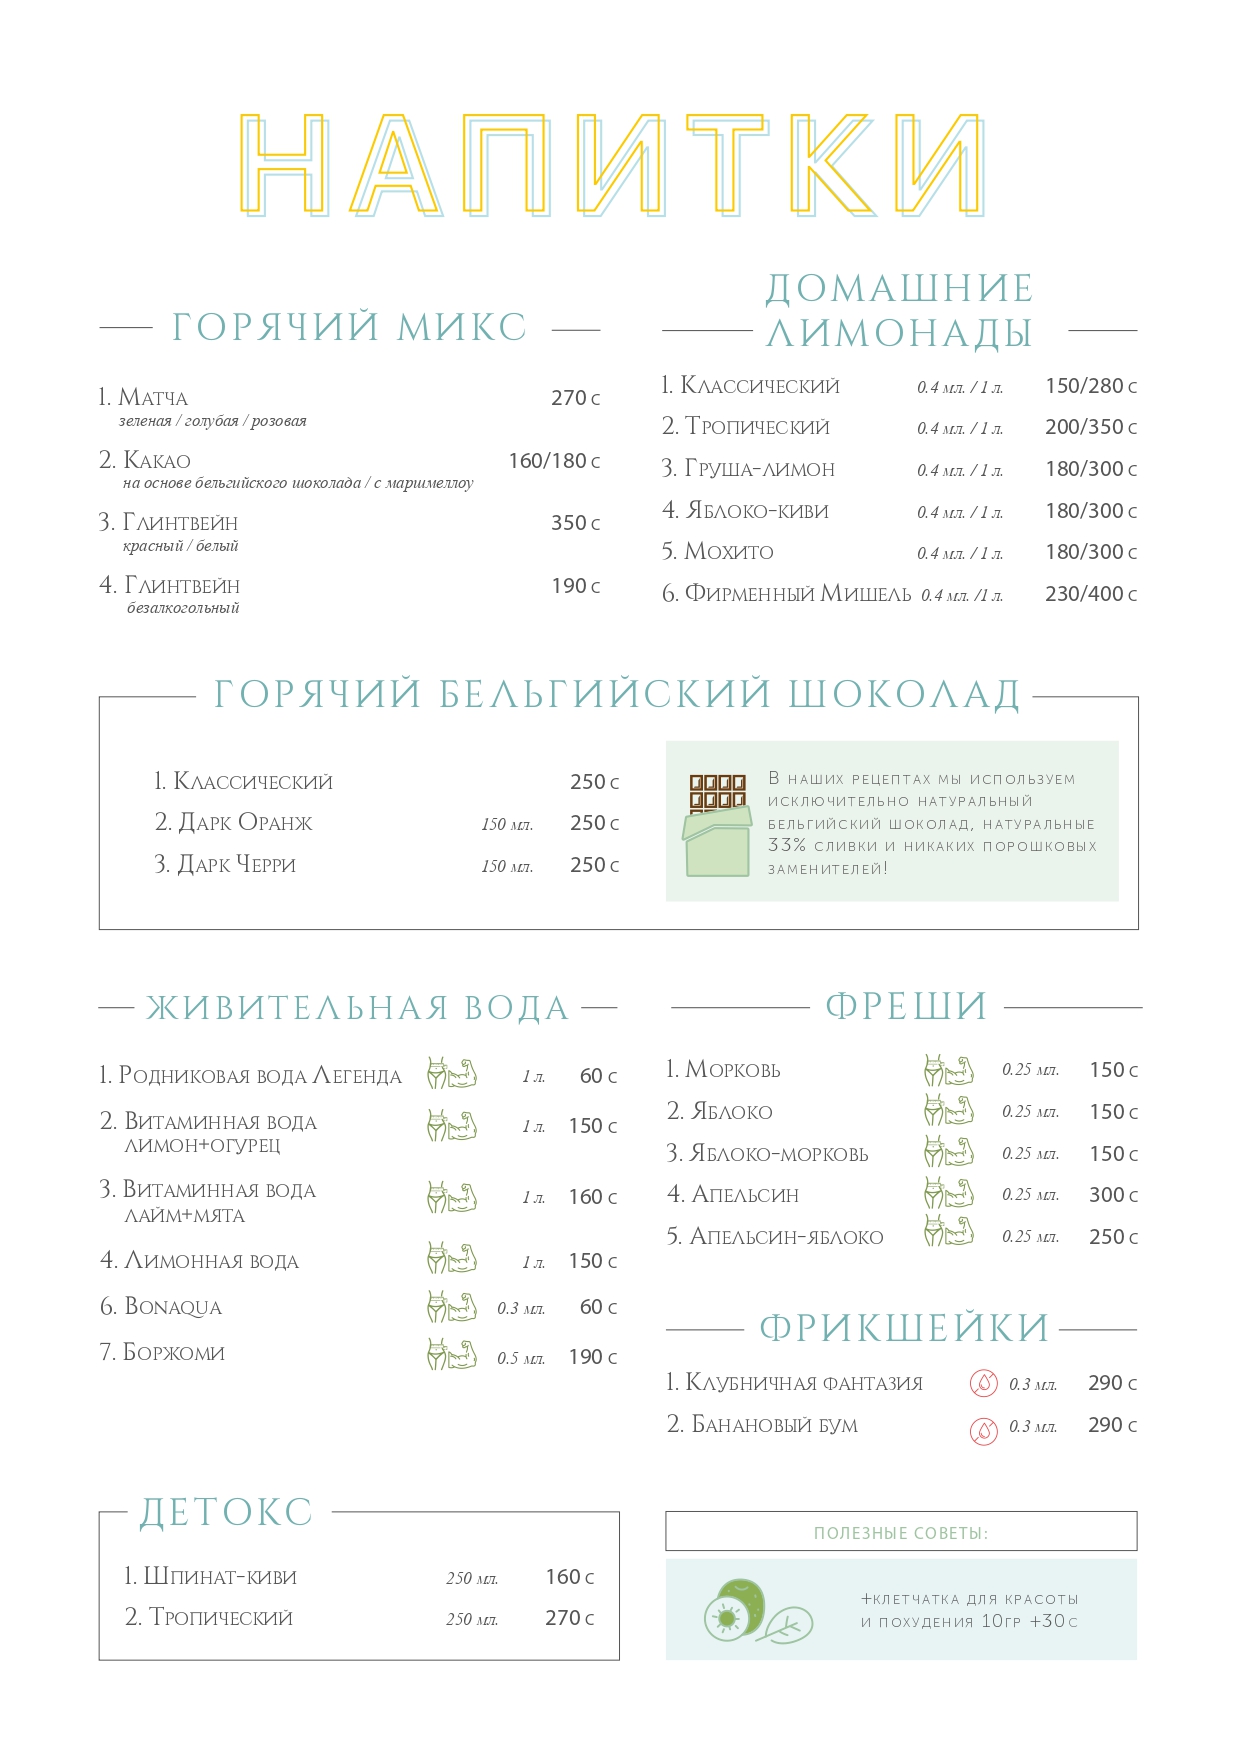 НАПИТКИ
ГОРЯЧИЙ МИКС
1. Матча 270 с
зеленая / голубая / розовая
2. Какао 160/180 с
на основе бельгийского шоколада / с маршмеллоу
3. Глинтвейн 350 с
красный / белый
4. Глинтвейн 190 с
безалкогольный
ДОМАШНИЕ
ЛИМОНАДЫ
1. Классический 0.4 мл. / 1 л. 150/280 с
2. Тропический 0.4 мл. / 1 л. 200/350 с
3. Груша-лимон 0.4 мл. / 1 л. 180/300 с
4. Яблоко-киви 0.4 мл. / 1 л. 180/300 с
5. Мохито 0.4 мл. / 1 л. 180/300 с
6. Фирменный Мишель 0.4 мл. /1 л. 230/400 с
ГОРЯЧИЙ БЕЛЬГИЙСКИЙ ШОКОЛАД
1. Классический 250 с
2. Дарк Оранж 150 мл. 250 с
3. Дарк Черри 150 мл. 250 с
В наших рецептах мы используем
исключительно натуральный
бельгийский шоколад, натуральные
33% сливки и никаких порошковых
заменителей!
ЖИВИТЕЛЬНАЯ ВОДА
1. Родниковая вода Легенда 1 л. 60 с
2. Витаминная вода 1 л. 150 с
лимон+огурец
3. Витаминная вода 1 л. 160 с
лайм+мята
4. Лимонная вода 1 л. 150 с
6. Bonaqua 0.3 мл. 60 с
7. Боржоми 0.5 мл. 190 с
ФРЕШИ
1. Морковь 0.25 мл. 150 с
2. Яблоко 0.25 мл. 150 с
3. Яблоко-морковь 0.25 мл. 150 с
4. Апельсин 0.25 мл. 300 с
5. Апельсин-яблоко 0.25 мл. 250 с
ФРИКШЕЙКИ
1. Клубничная фантазия 0.3 мл. 290 с
2. Банановый бум 0.3 мл. 290 с
ДЕТОКС
1. Шпинат-киви 250 мл. 160 с
2. Тропический 250 мл. 270 с
ПОЛЕЗНЫЕ СОВЕТЫ:
+клетчатка для красоты
и похудения 10гр +30 с